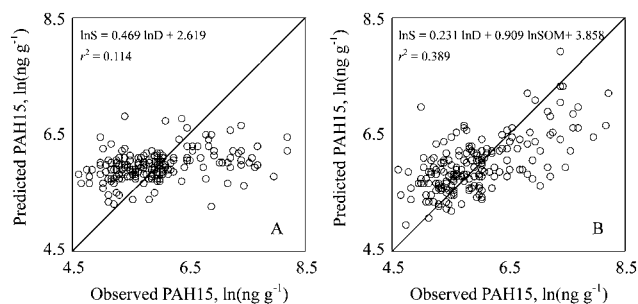 8.5
6.5
4.5
Predicted PAH15, ln(ng g⁻¹)
lnS = 0.469 lnD + 2.619
r² = 0.114
A
4.5 6.5 8.5
Observed PAH15, ln(ng g⁻¹)
8.5
6.5
4.5
Predicted PAH15, ln(ng g⁻¹)
lnS = 0.231 lnD + 0.909 lnSOM+ 3.858
r² = 0.389
B
4.5 6.5 8.5
Observed PAH15, ln(ng g⁻¹)